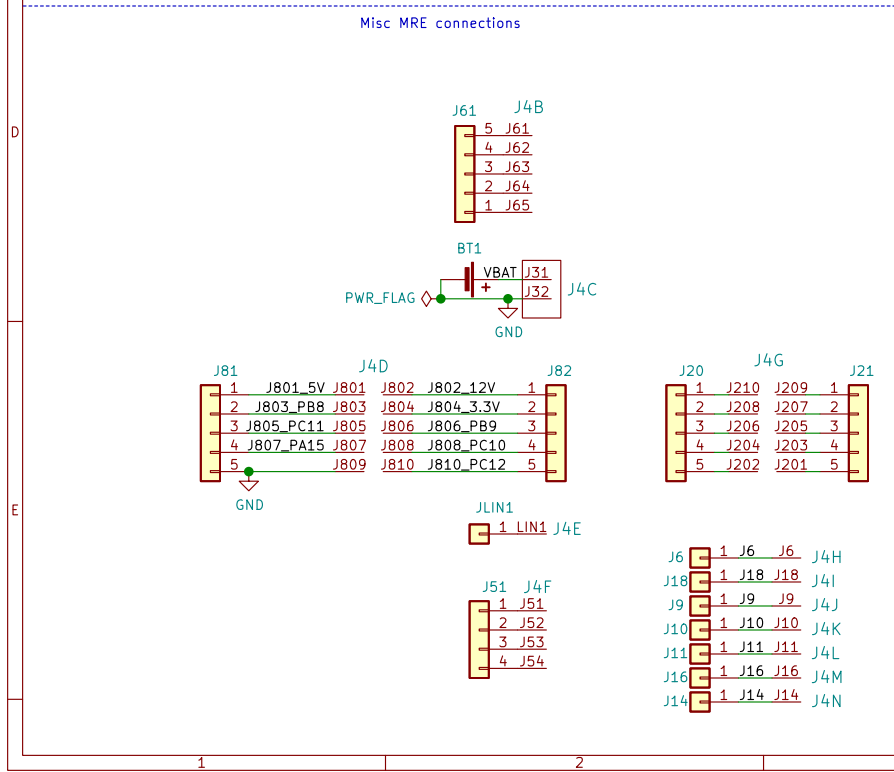 Misc MRE connections
D
J61 J4B
5 J61
4 J62
3 J63
2 J64
1 J65
BT1
VBAT J31
+
J32
J4C
PWR_FLAG
GND
J81 J4D J82
1 J801_5V J801 J802 J802_12V 1
2 J803_PB8 J803 J804 J804_3.3V 2
3 J805_PC11 J805 J806 J806_PB9 3
4 J807_PA15 J807 J808 J808_PC10 4
5 J809 J810 J810_PC12 5
GND
J20 J4G J21
1 J210 J209 1
2 J208 J207 2
3 J206 J205 3
4 J204 J203 4
5 J202 J201 5
E
JLIN1
1 LIN1 J4E
J51 J4F
1 J51
2 J52
3 J53
4 J54
J6 1 J6 J6 J4H
J18 1 J18 J18 J4I
J9 1 J9 J9 J4J
J10 1 J10 J10 J4K
J11 1 J11 J11 J4L
J16 1 J16 J16 J4M
J14 1 J14 J14 J4N
1 2